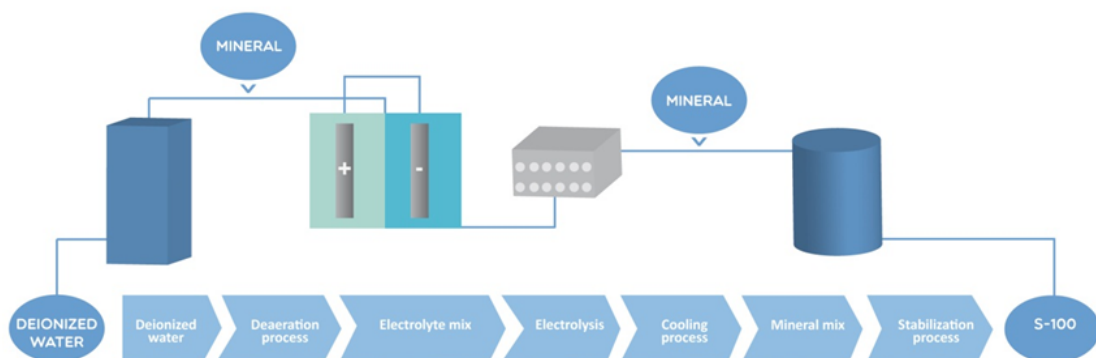 MINERAL
MINERAL
+
-
DEIONIZED
WATER
Deionized
water
Deaeration
process
Electrolyte mix
Electrolysis
Cooling
process
Mineral mix
Stabilization
process
S-100